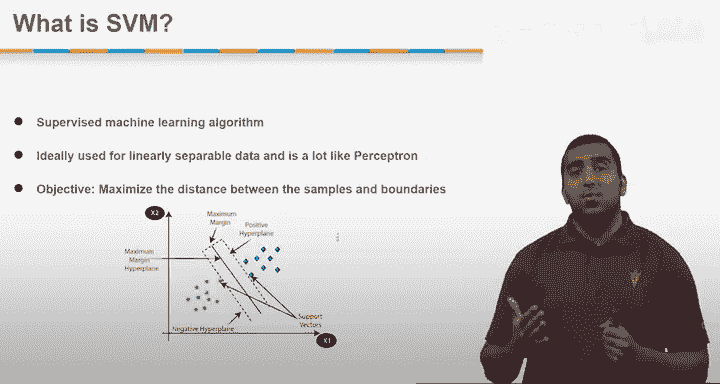 What is SVM?
Supervised machine learning algorithm
Ideally used for linearly separable data and is a lot like Perceptron
Objective: Maximize the distance between the samples and boundaries
X2
Maximum
Margin
Positive
Hyperplane
Maximum
Margin
Hyperplane
Support
Vectors
Negative Hyperplane
X1